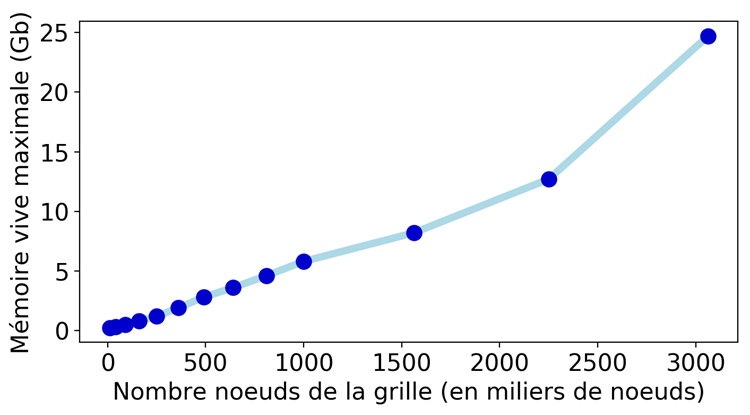 Mémoire vive maximale (Gb)
25
20
15
10
5
0
0 500 1000 1500 2000 2500 3000
Nombre noeuds de la grille (en miliers de noeuds)